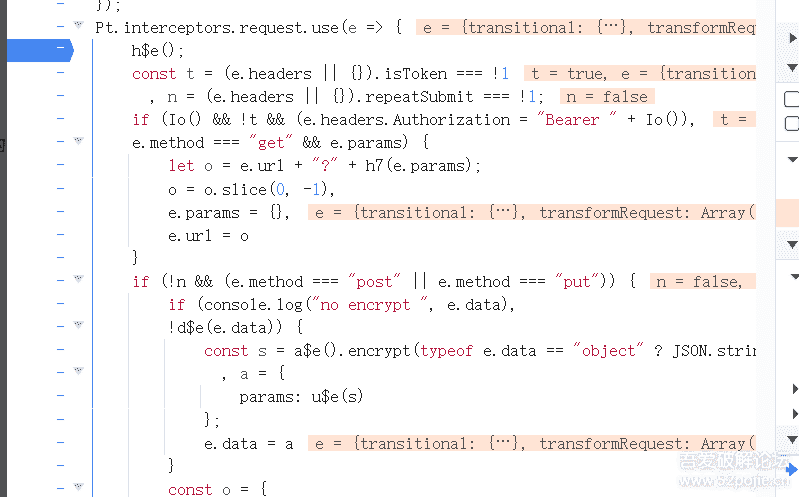 });
Pt.interceptors.request.use(e => { e = {transitional: {…}, transformReq
h$e();
const t = (e.headers || {}).isToken === !1 t = true, e = {transition
, n = (e.headers || {}).repeatSubmit === !1; n = false
if (Io() && !t && (e.headers.Authorization = "Bearer " + Io()), t =
e.method === "get" && e.params) {
let o = e.url + "?" + h7(e.params);
o = o.slice(0, -1),
e.params = {}, e = {transitional: {…}, transformRequest: Array(
e.url = o
}
if (!n && (e.method === "post" || e.method === "put")) { n = false,
if (console.log("no encrypt ", e.data),
!d$e(e.data)) {
const s = a$e().encrypt(typeof e.data == "object" ? JSON.strin
, a = {
params: u$e(s)
};
e.data = a e = {transitional: {…}, transformRequest: Array(
}
const o = {
吾爱破解论坛
www.52pojie.cn